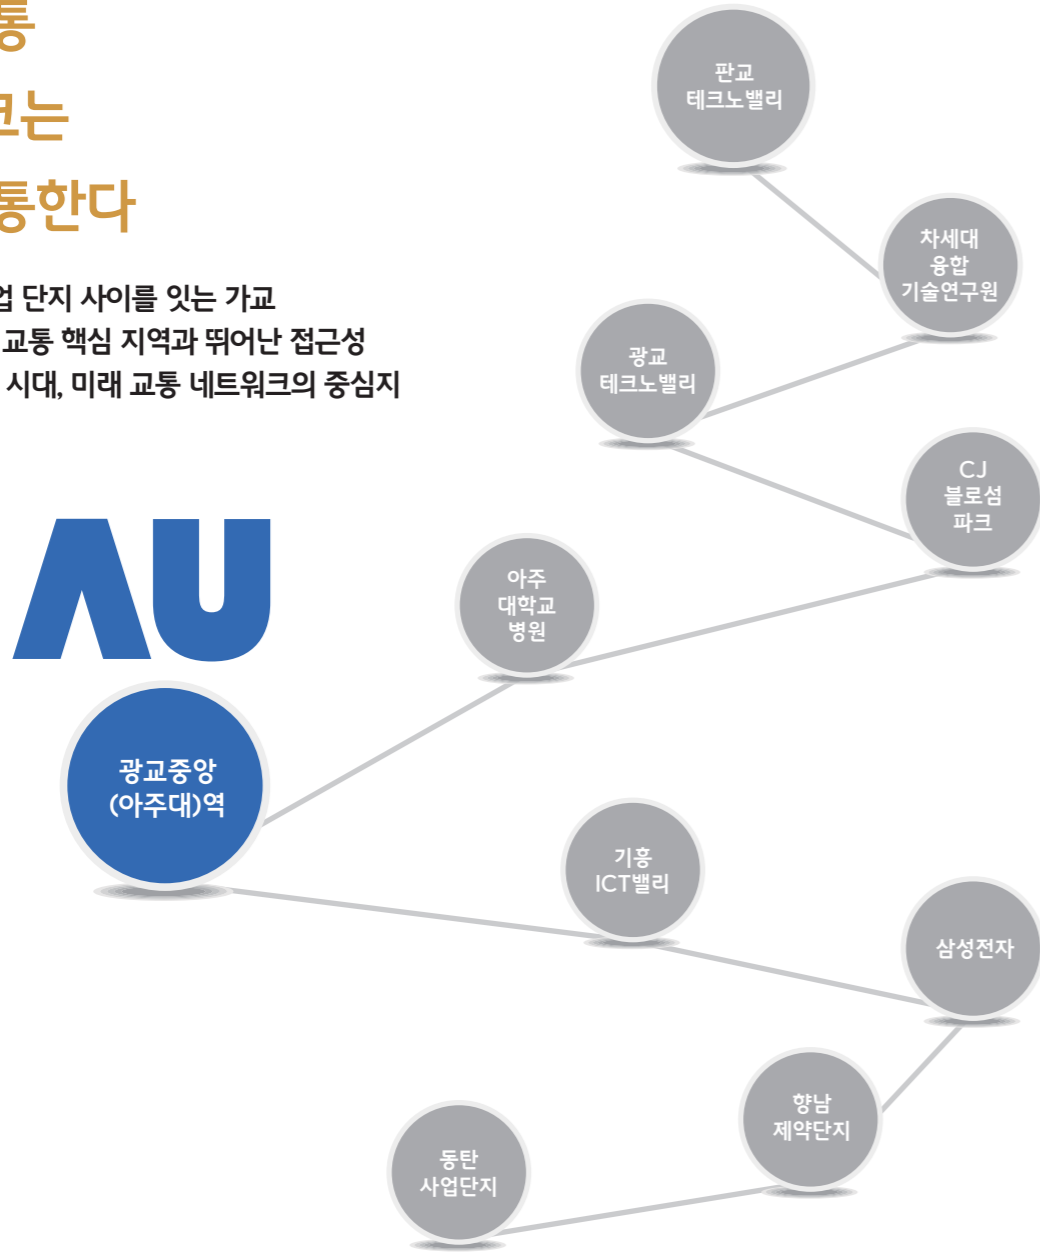 통
크는
통한다
업 단지 사이를 잇는 가교
교통 핵심 지역과 뛰어난 접근성
시대, 미래 교통 네트워크의 중심지
판교
테크노밸리
차세대
융합
기술연구원
광교
테크노밸리
CJ
블로섬
파크
아주
대학교
병원
AU
광교중앙
(아주대)역
기흥
ICT밸리
삼성전자
향남
제약단지
동탄
사업단지